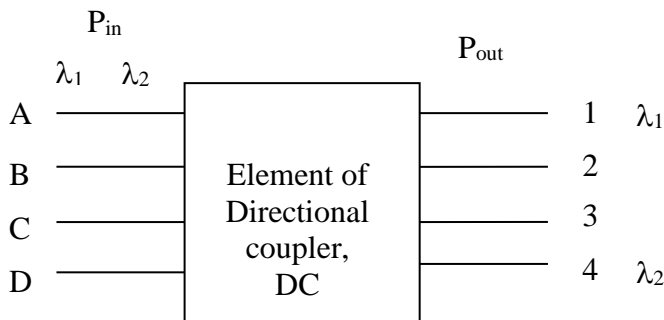 P_in
P_out
λ₁ λ₂
A 1 λ₁
B 2
C 3
D 4 λ₂
Element of
Directional
coupler,
DC